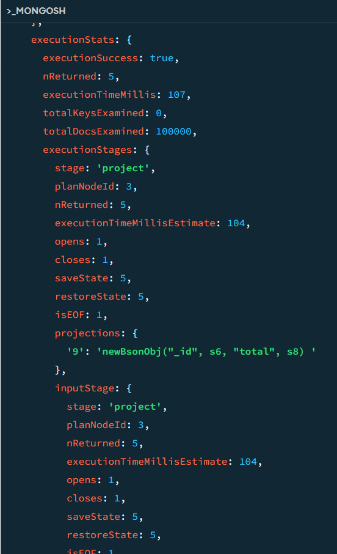 >_MONGOSH
},
executionStats: {
executionSuccess: true,
nReturned: 5,
executionTimeMillis: 107,
totalKeysExamined: 0,
totalDocsExamined: 100000,
executionStages: {
stage: 'project',
planNodeId: 3,
nReturned: 5,
executionTimeMillisEstimate: 104,
opens: 1,
closes: 1,
saveState: 5,
restoreState: 5,
isEOF: 1,
projections: {
'9': 'newBsonObj("_id", s6, "total", s8) '
},
inputStage: {
stage: 'project',
planNodeId: 3,
nReturned: 5,
executionTimeMillisEstimate: 104,
opens: 1,
closes: 1,
saveState: 5,
restoreState: 5,
isEOF: 1